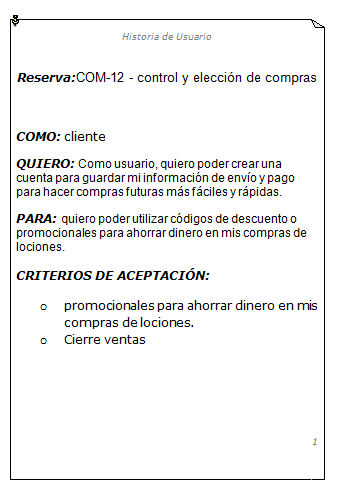 Historia de Usuario
Reserva:COM-12 - control y elección de compras
COMO: cliente
QUIERO: Como usuario, quiero poder crear una
cuenta para guardar mi información de envío y pago
para hacer compras futuras más fáciles y rápidas.
PARA: quiero poder utilizar códigos de descuento o
promocionales para ahorrar dinero en mis compras de
lociones.
CRITERIOS DE ACEPTACIÓN:
o promocionales para ahorrar dinero en mis
compras de lociones.
o Cierre ventas
1